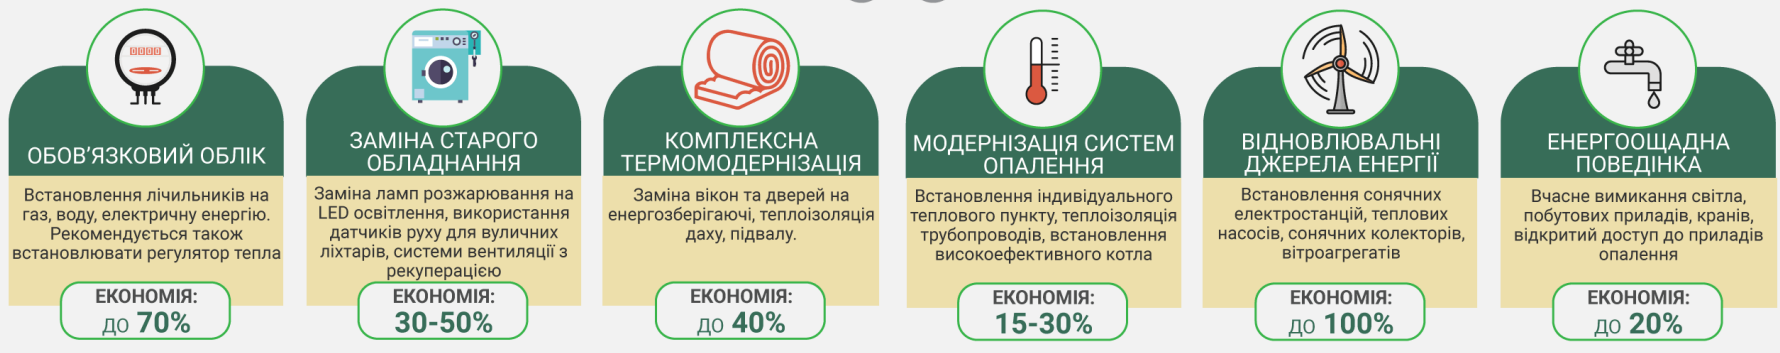 ОБОВ'ЯЗКОВИЙ ОБЛІК
Встановлення лічильників на
газ, воду, електричну енергію.
Рекомендується також
встановлювати регулятор тепла
ЕКОНОМІЯ:
ДО 70%
ЗАМІНА СТАРОГО
ОБЛАДНАННЯ
Заміна ламп розжарювання на
LED освітлення, використання
датчиків руху для вуличних
ліхтарів, системи вентиляції з
рекуперацією
ЕКОНОМІЯ:
30-50%
КОМПЛЕКСНА
ТЕРМОМОДЕРНІЗАЦІЯ
Заміна вікон та дверей на
енергозберігаючі, теплоізоляція
даху, підвалу.
ЕКОНОМІЯ:
ДО 40%
МОДЕРНІЗАЦІЯ СИСТЕМ
ОПАЛЕННЯ
Встановлення індивідуального
теплового пункту, теплоізоляція
трубопроводів, встановлення
високоефективного котла
ЕКОНОМІЯ:
15-30%
ВІДНОВЛЮВАЛЬНІ
ДЖЕРЕЛА ЕНЕРГІЇ
Встановлення сонячних
електростанцій, теплових
насосів, сонячних колекторів,
вітроагрегатів
ЕКОНОМІЯ:
ДО 100%
ЕНЕРГООЩАДНА
ПОВЕДІНКА
Вчасне вимикання світла,
побутових приладів, кранів,
відкритий доступ до приладів
опалення
ЕКОНОМІЯ:
ДО 20%